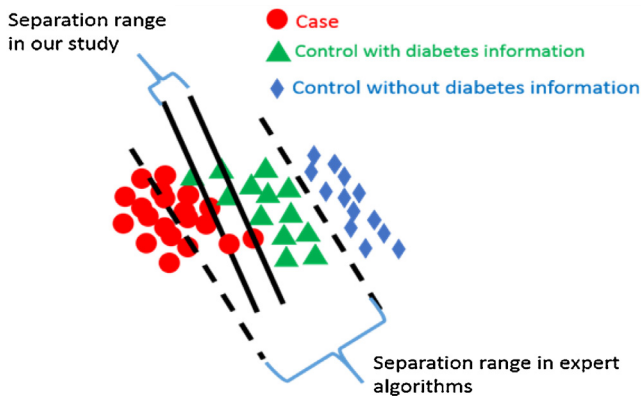 Separation range
in our study
Case
Control with diabetes information
Control without diabetes information
Separation range in expert
algorithms